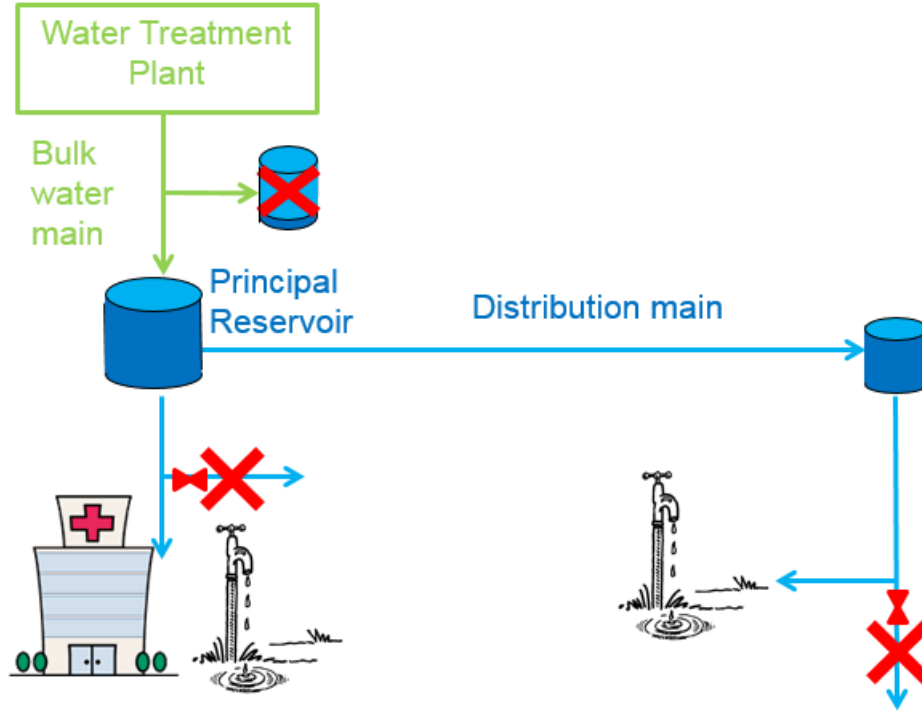 Water Treatment
Plant
Bulk
water
main
Principal
Reservoir
Distribution main